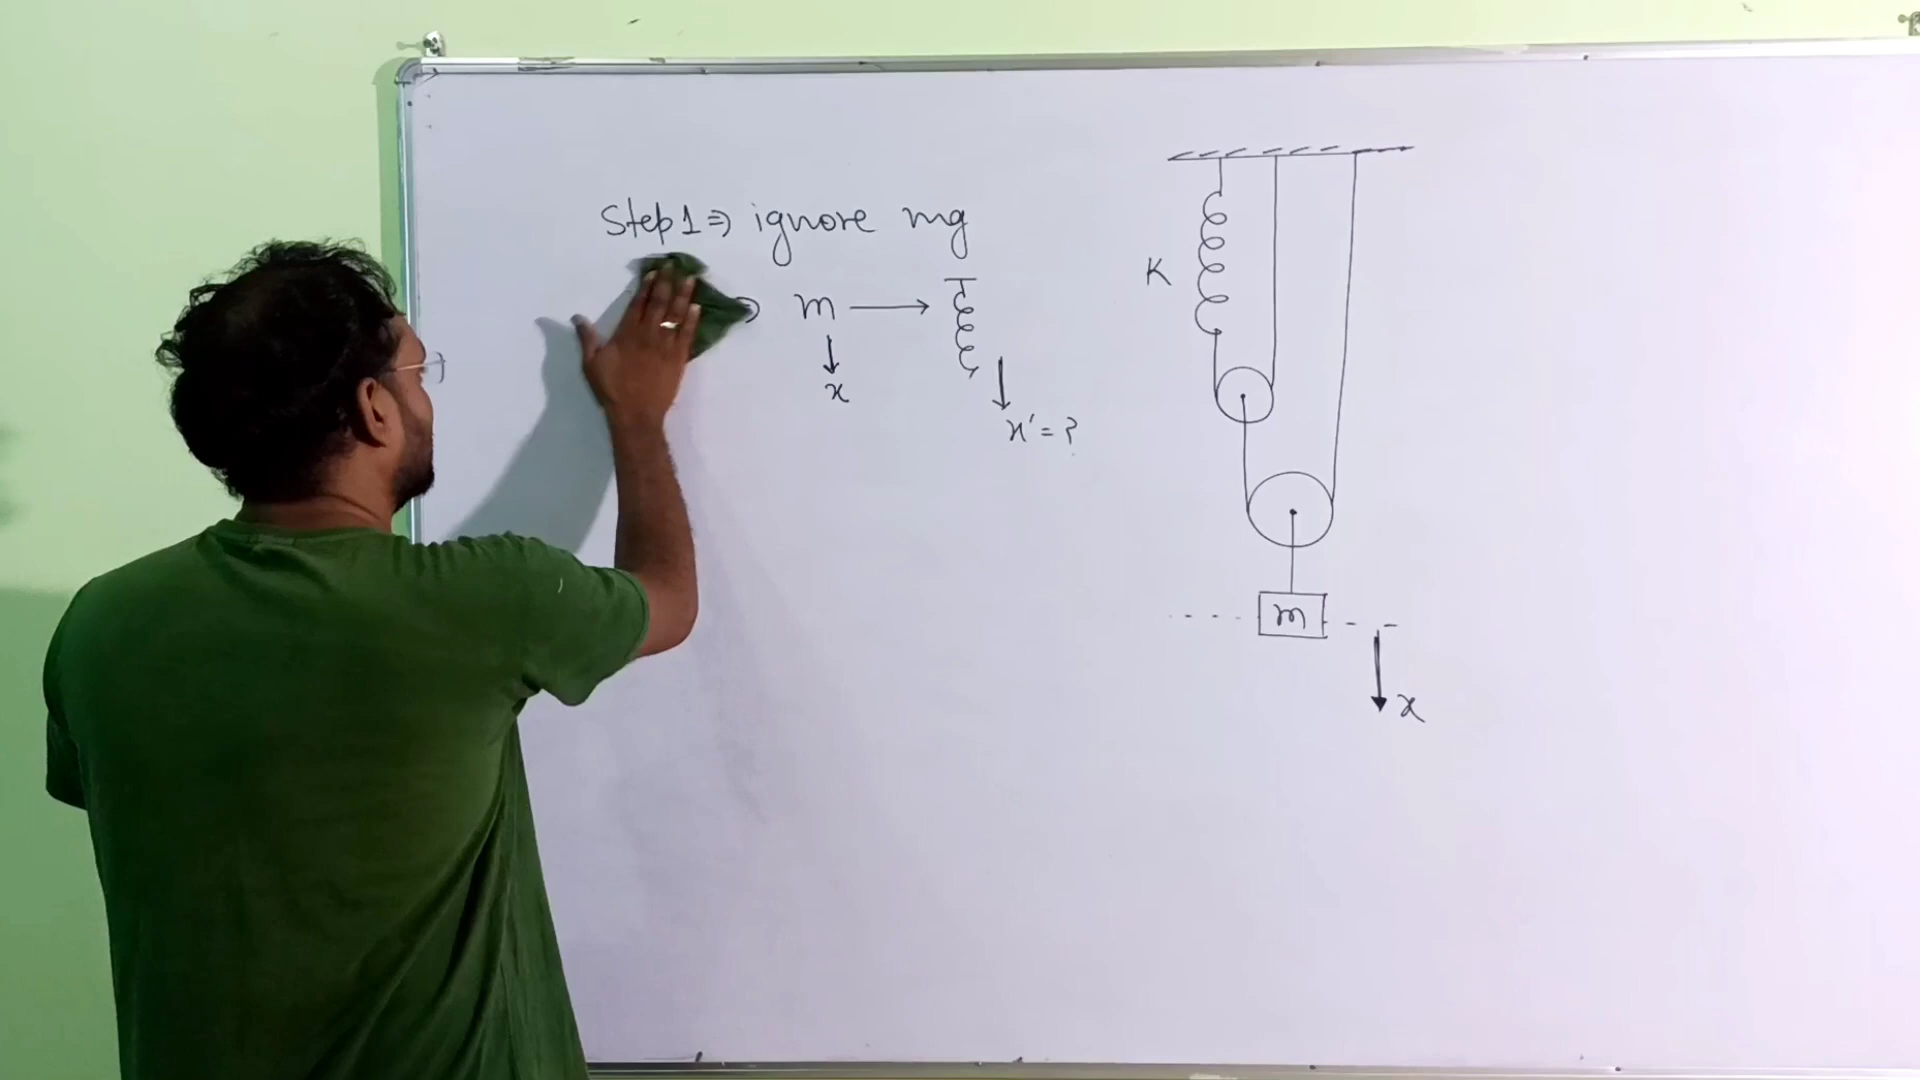 Step 1 ⇒ ignore mg
⇒ m → 
x
x' = ?
K
m
x